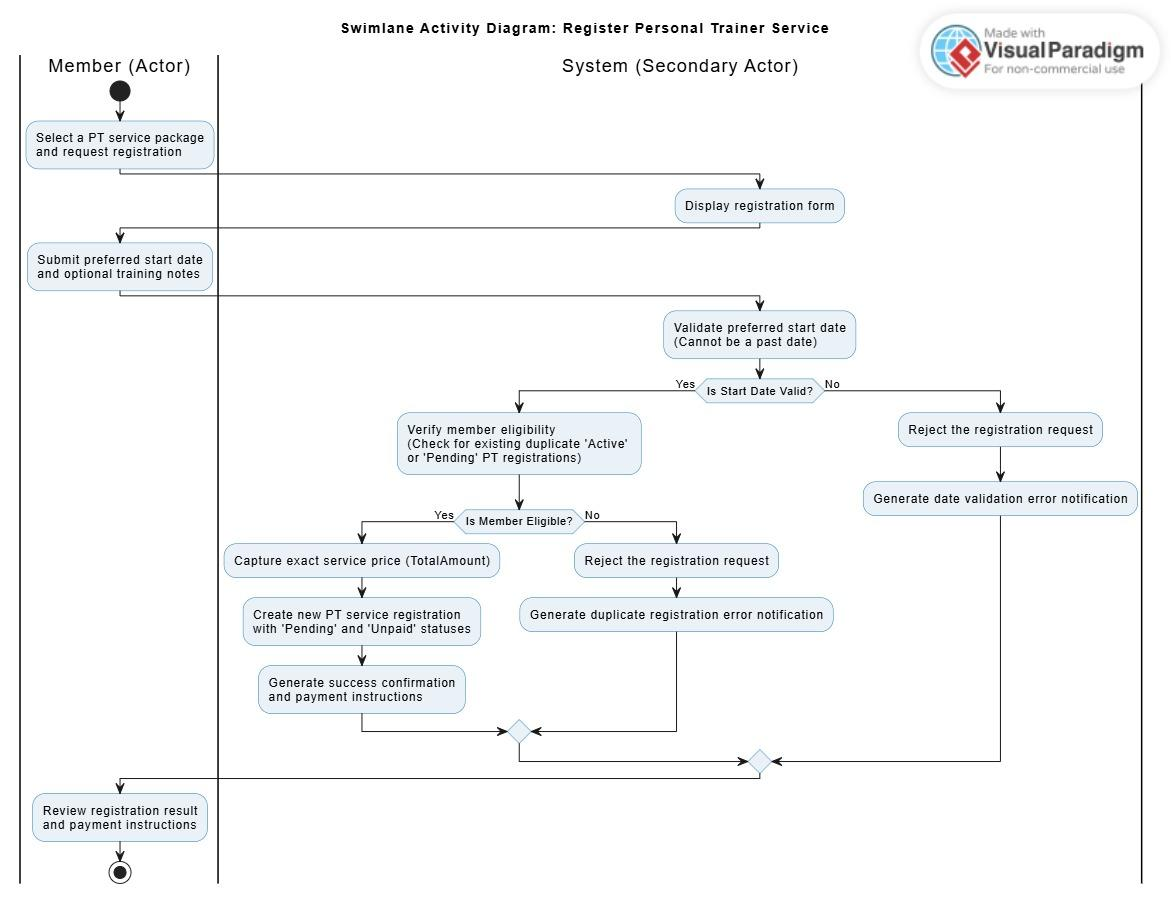 Swimlane Activity Diagram: Register Personal Trainer Service
Made with
VisualParadigm
For non-commercial use
Member (Actor)
System (Secondary Actor)
Select a PT service package
and request registration
Display registration form
Submit preferred start date
and optional training notes
Validate preferred start date
(Cannot be a past date)
Yes
Is Start Date Valid?
No
Verify member eligibility
(Check for existing duplicate 'Active'
or 'Pending' PT registrations)
Reject the registration request
Generate date validation error notification
Yes
Is Member Eligible?
No
Capture exact service price (TotalAmount)
Reject the registration request
Create new PT service registration
with 'Pending' and 'Unpaid' statuses
Generate duplicate registration error notification
Generate success confirmation
and payment instructions
Review registration result
and payment instructions